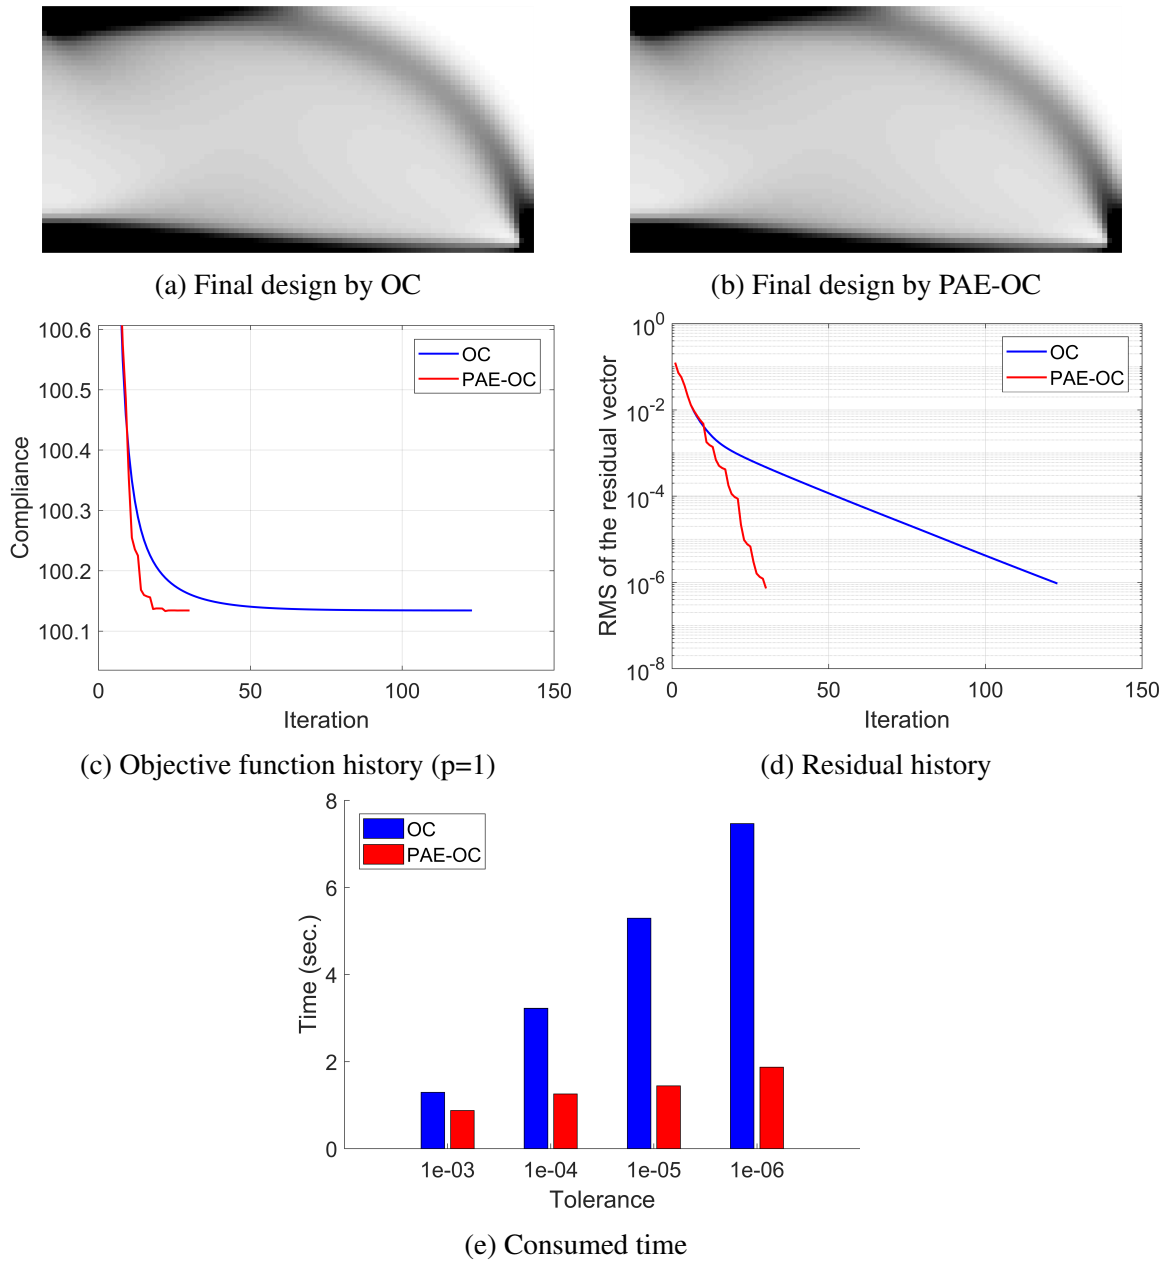 (a) Final design by OC
(b) Final design by PAE-OC
100.6
100.5
100.4
100.3
100.2
100.1
Compliance
OC
PAE-OC
0
50
100
150
Iteration
(c) Objective function history (p=1)
10^0
10^-2
10^-4
10^-6
10^-8
RMS of the residual vector
OC
PAE-OC
0
50
100
150
Iteration
(d) Residual history
8
6
4
2
0
Time (sec.)
OC
PAE-OC
1e-03
1e-04
1e-05
1e-06
Tolerance
(e) Consumed time